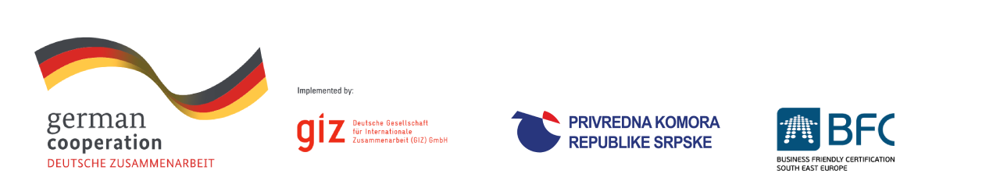 german
cooperation
DEUTSCHE ZUSAMMENARBEIT
Implemented by:
giz
Deutsche Gesellschaft
für Internationale
Zusammenarbeit (GIZ) GmbH
PRIVREDNA KOMORA
REPUBLIKE SRPSKE
BFC
BUSINESS FRIENDLY CERTIFICATION
SOUTH EAST EUROPE